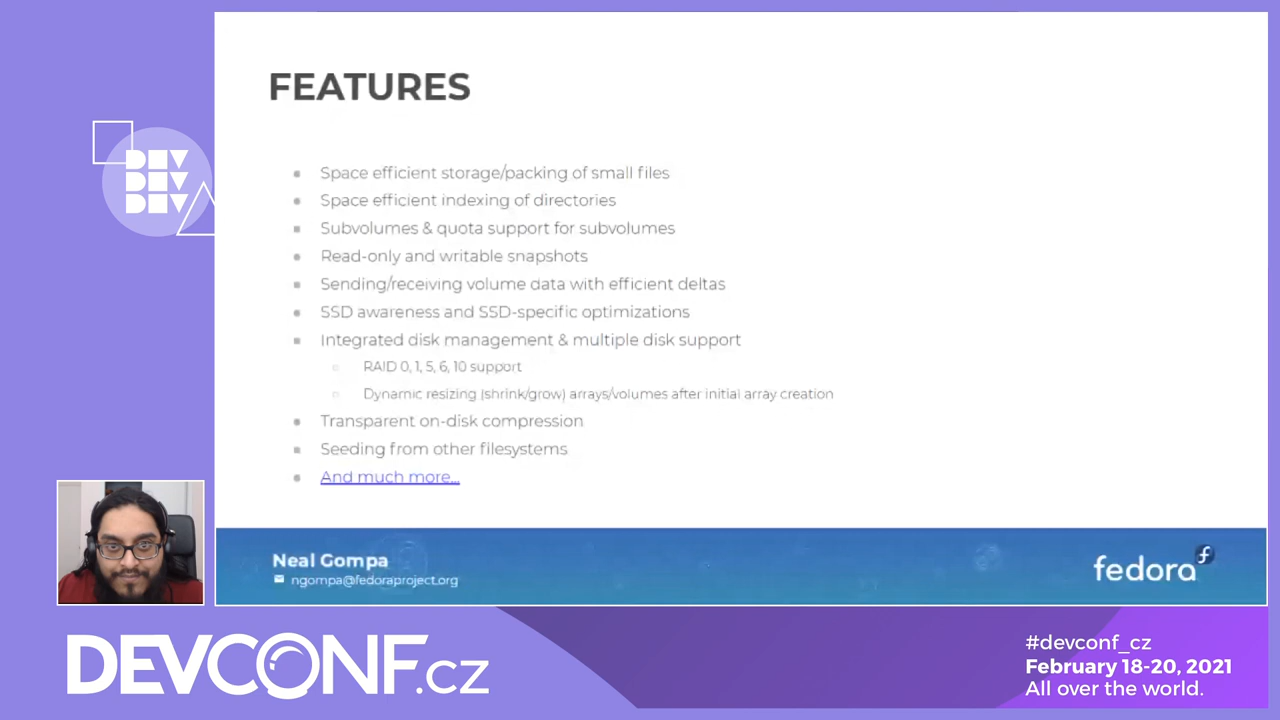 FEATURES
DEV
DEV
DEV
Space efficient storage/packing of small files
Space efficient indexing of directories
Subvolumes & quota support for subvolumes
Read-only and writable snapshots
Sending/receiving volume data with efficient deltas
SSD awareness and SSD-specific optimizations
Integrated disk management & multiple disk support
RAID 0, 1, 5, 6, 10 support
Dynamic resizing (shrink/grow) arrays/volumes after initial array creation
Transparent on-disk compression
Seeding from other filesystems
And much more...
Neal Gompa
ngompa@fedoraproject.org
fedora
DEVCONF.cz
#devconf_cz
February 18-20, 2021
All over the world.